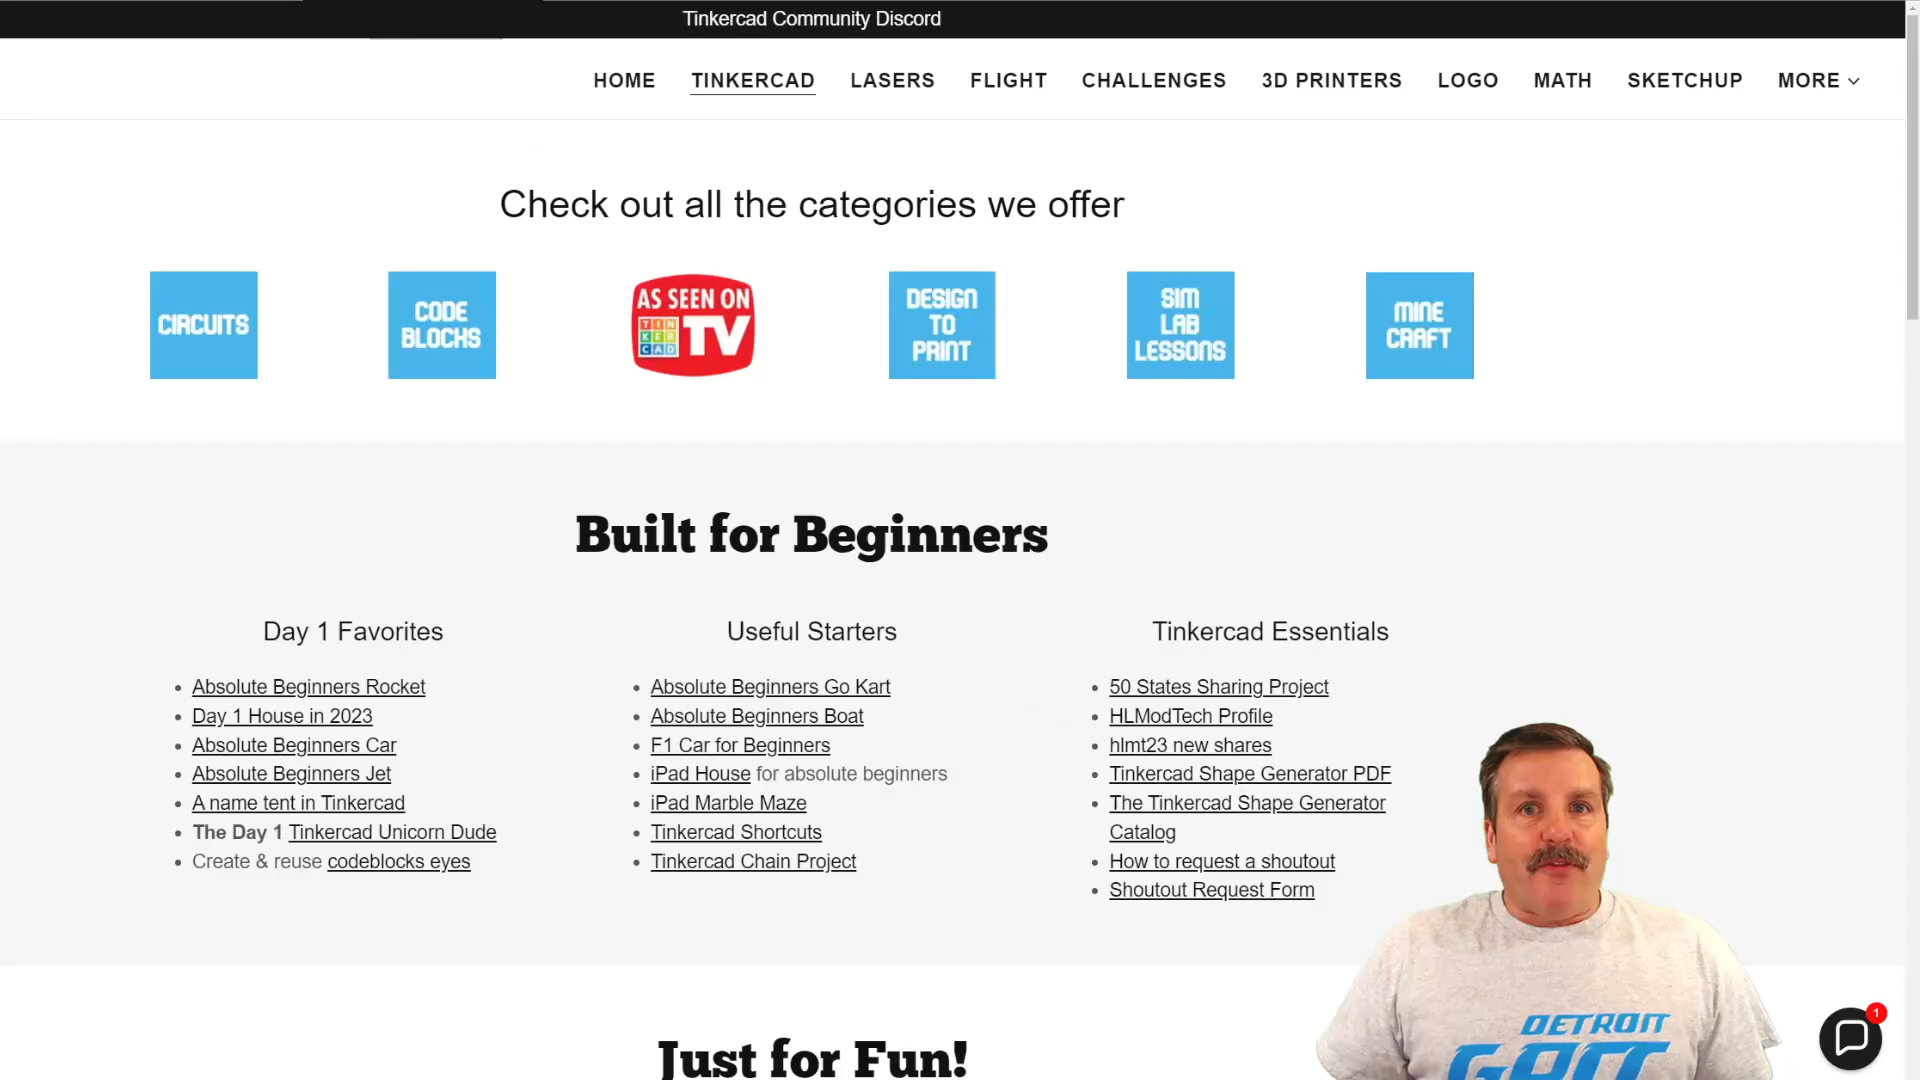 Tinkercad Community Discord
HOME TINKERCAD LASERS FLIGHT CHALLENGES 3D PRINTERS LOGO MATH SKETCHUP MORE
Check out all the categories we offer
CIRCUITS
CODE
BLOCKS
AS SEEN ON
TIN
KER
CAD
TV
DESIGN
TO
PRINT
SIM
LAB
LESSONS
MINE
CRAFT
Built for Beginners
Day 1 Favorites
Absolute Beginners Rocket
Day 1 House in 2023
Absolute Beginners Car
Absolute Beginners Jet
A name tent in Tinkercad
The Day 1 Tinkercad Unicorn Dude
Create & reuse codeblocks eyes
Useful Starters
Absolute Beginners Go Kart
Absolute Beginners Boat
F1 Car for Beginners
iPad House for absolute beginners
iPad Marble Maze
Tinkercad Shortcuts
Tinkercad Chain Project
Tinkercad Essentials
50 States Sharing Project
HLModTech Profile
hlmt23 new shares
Tinkercad Shape Generator PDF
The Tinkercad Shape Generator
Catalog
How to request a shoutout
Shoutout Request Form
Just for Fun!
DETROIT
1